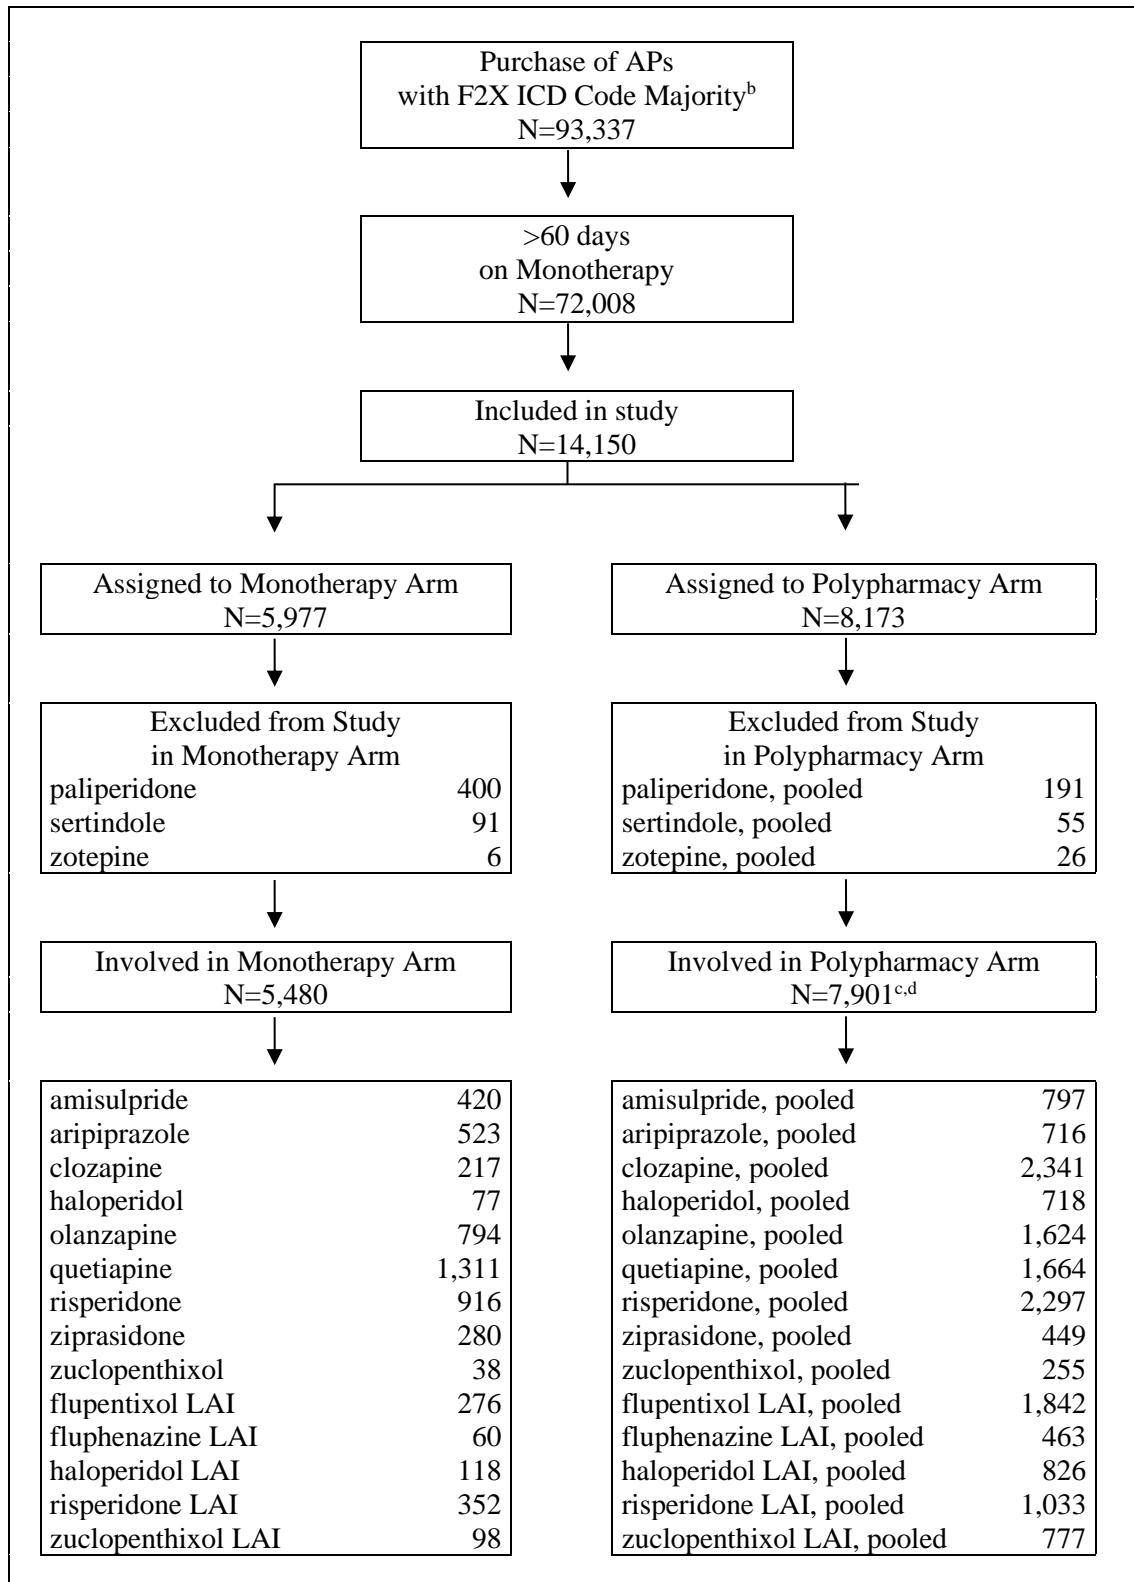 Purchase of APs
with F2X ICD Code Majorityᵇ
N=93,337
>60 days
on Monotherapy
N=72,008
Included in study
N=14,150
Assigned to Monotherapy Arm
N=5,977
Assigned to Polypharmacy Arm
N=8,173
Excluded from Study
in Monotherapy Arm
paliperidone 400
sertindole 91
zotepine 6
Excluded from Study
in Polypharmacy Arm
paliperidone, pooled 191
sertindole, pooled 55
zotepine, pooled 26
Involved in Monotherapy Arm
N=5,480
Involved in Polypharmacy Arm
N=7,901ᶜ,ᵈ
amisulpride 420
aripiprazole 523
clozapine 217
haloperidol 77
olanzapine 794
quetiapine 1,311
risperidone 916
ziprasidone 280
zuclopenthixol 38
flupentixol LAI 276
fluphenazine LAI 60
haloperidol LAI 118
risperidone LAI 352
zuclopenthixol LAI 98
amisulpride, pooled 797
aripiprazole, pooled 716
clozapine, pooled 2,341
haloperidol, pooled 718
olanzapine, pooled 1,624
quetiapine, pooled 1,664
risperidone, pooled 2,297
ziprasidone, pooled 449
zuclopenthixol, pooled 255
flupentixol LAI, pooled 1,842
fluphenazine LAI, pooled 463
haloperidol LAI, pooled 826
risperidone LAI, pooled 1,033
zuclopenthixol LAI, pooled 777